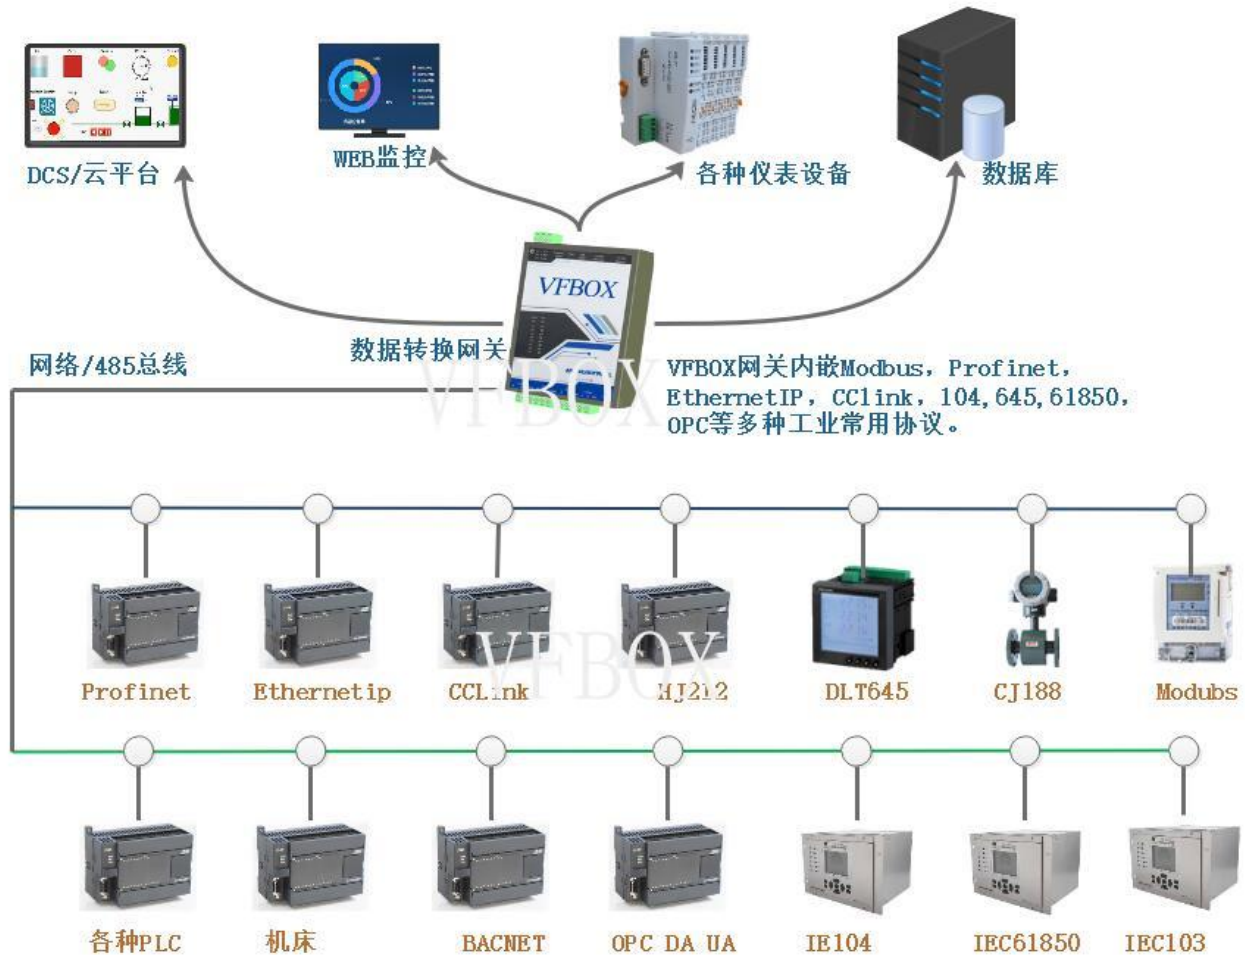 DCS/云平台
WEB监控
各种仪表设备
数据库
VFBOX
数据转换网关
网络/485总线
VFBOX网关内嵌Modbus，Profinet，
EthernetIP，CClink，104,645,61850，
OPC等多种工业常用协议。
VFBOX
Profinet
Ethernetip
CCLink
HJ212
DLT645
CJ188
Modubs
VFBOX
各种PLC
机床
BACNET
OPC DA UA
IE104
IEC61850
IEC103